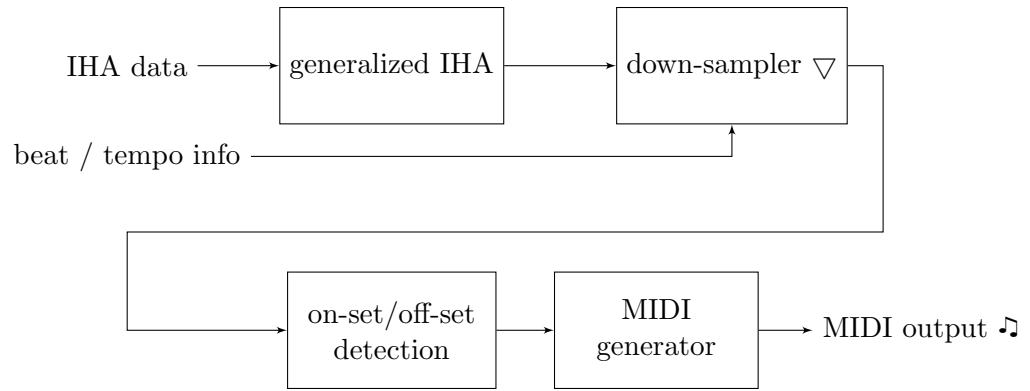 IHA data
generalized IHA
down-sampler ▽
beat / tempo info
on-set/off-set
detection
MIDI
generator
MIDI output ♫